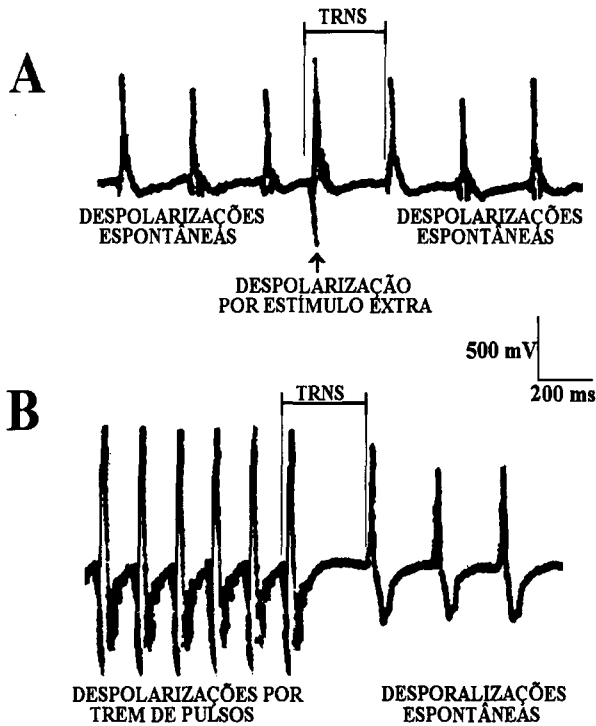 TRNS
A
DESPOLARIZAÇÕES
ESPONTÂNEAS
DESPOLARIZAÇÕES
ESPONTÂNEAS
DESPOLARIZAÇÃO
POR ESTÍMULO EXTRA
500 mV
200 ms
B
TRNS
DESPOLARIZAÇÕES POR
TREM DE PULSOS
DESPORALIZAÇÕES
ESPONTÂNEAS